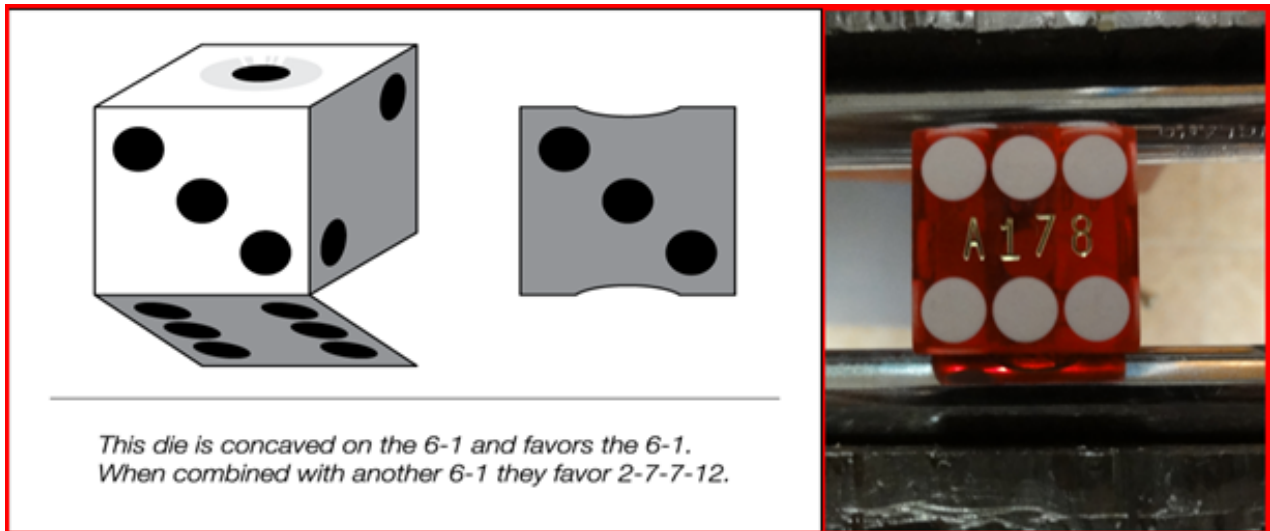 This die is concaved on the 6-1 and favors the 6-1.
When combined with another 6-1 they favor 2-7-7-12.
A178